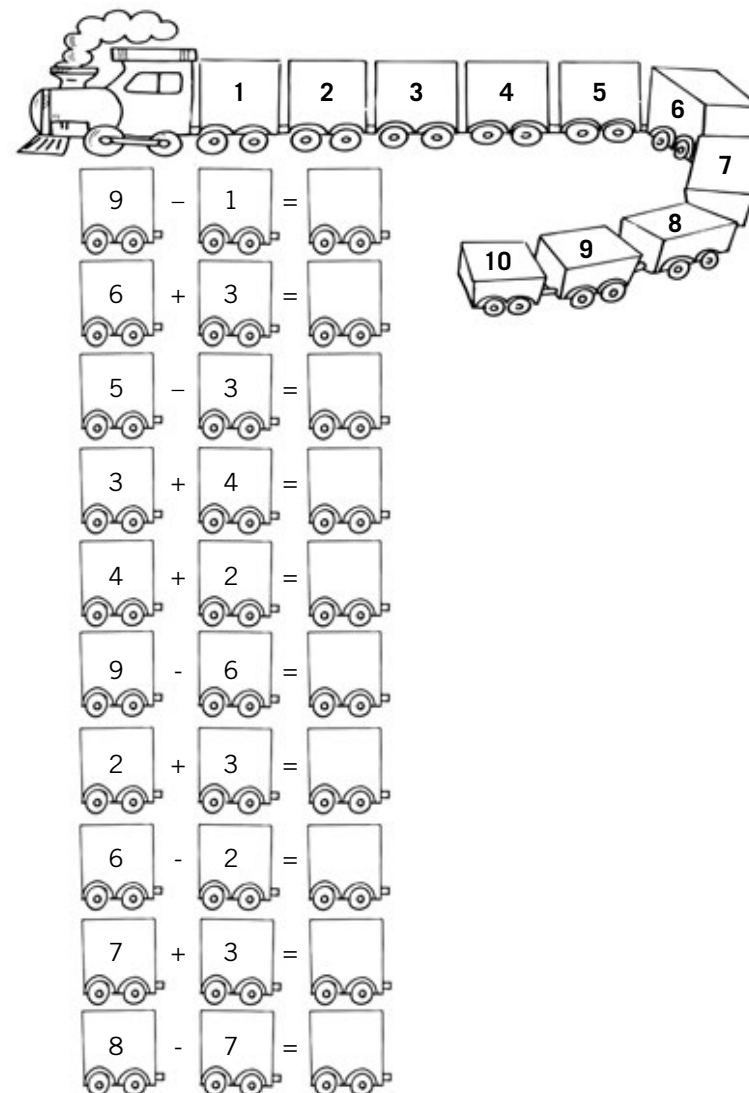 1 2 3 4 5 6
7
8
9
10
9 – 1 =
6 + 3 =
5 – 3 =
3 + 4 =
4 + 2 =
9 - 6 =
2 + 3 =
6 - 2 =
7 + 3 =
8 - 7 =